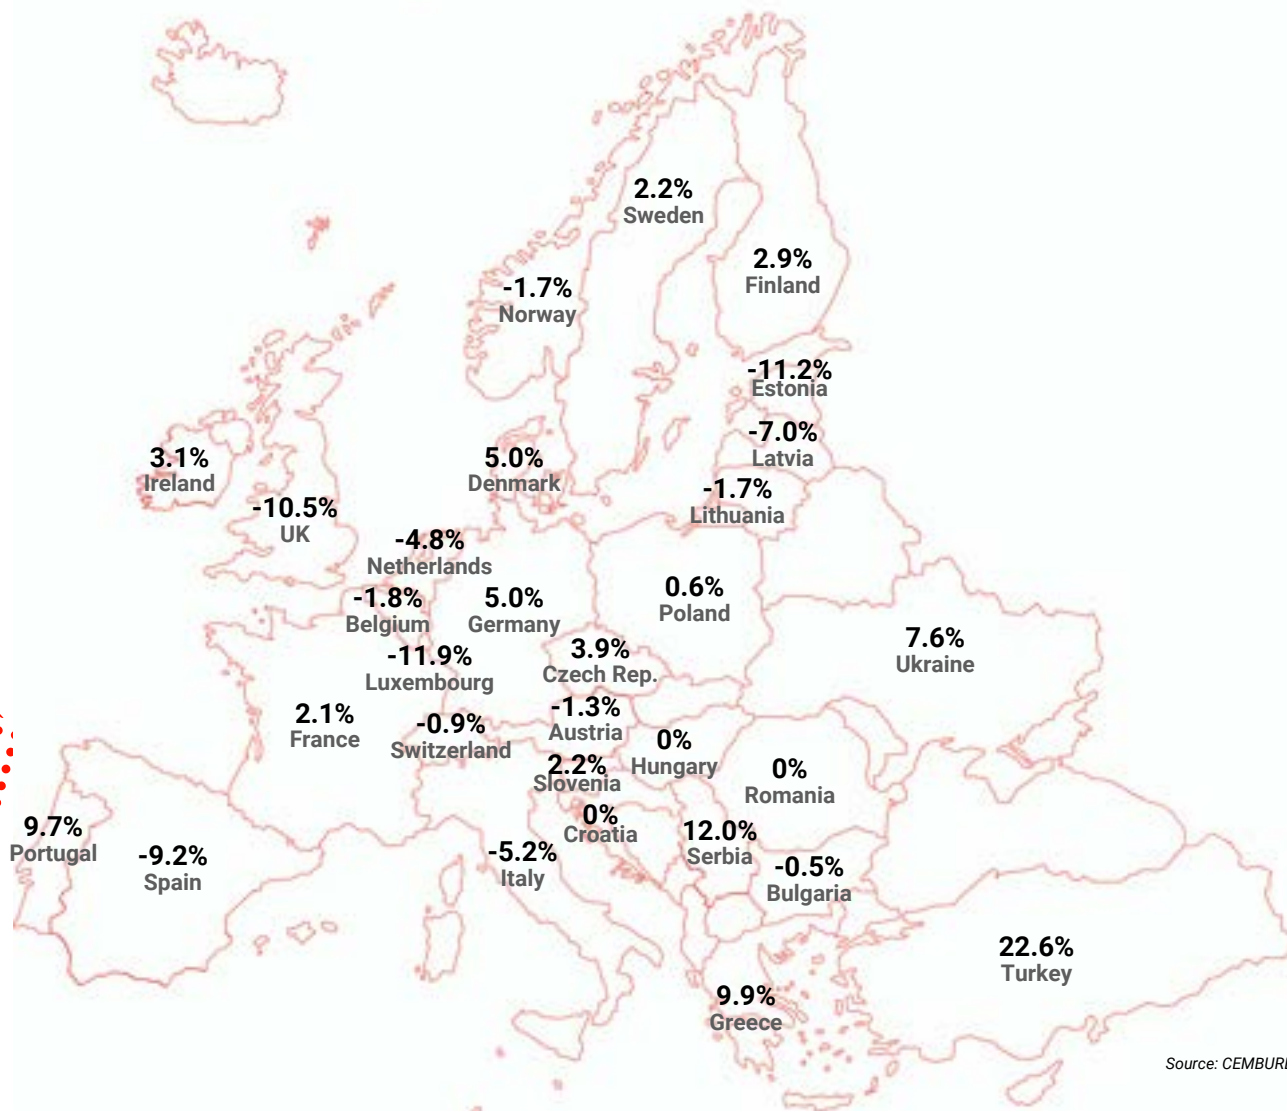 2.2%
Sweden
2.9%
Finland
-1.7%
Norway
-11.2%
Estonia
-7.0%
Latvia
3.1%
Ireland
5.0%
Denmark
-1.7%
Lithuania
-10.5%
UK
-4.8%
Netherlands
0.6%
Poland
-1.8%
Belgium
5.0%
Germany
7.6%
Ukraine
3.9%
Czech Rep.
-11.9%
Luxembourg
-1.3%
Austria
2.1%
France
-0.9%
Switzerland
0%
Hungary
2.2%
Slovenia
0%
Romania
0%
Croatia
9.7%
Portugal
12.0%
Serbia
-9.2%
Spain
-5.2%
Italy
-0.5%
Bulgaria
22.6%
Turkey
9.9%
Greece
Source: CEMBUR